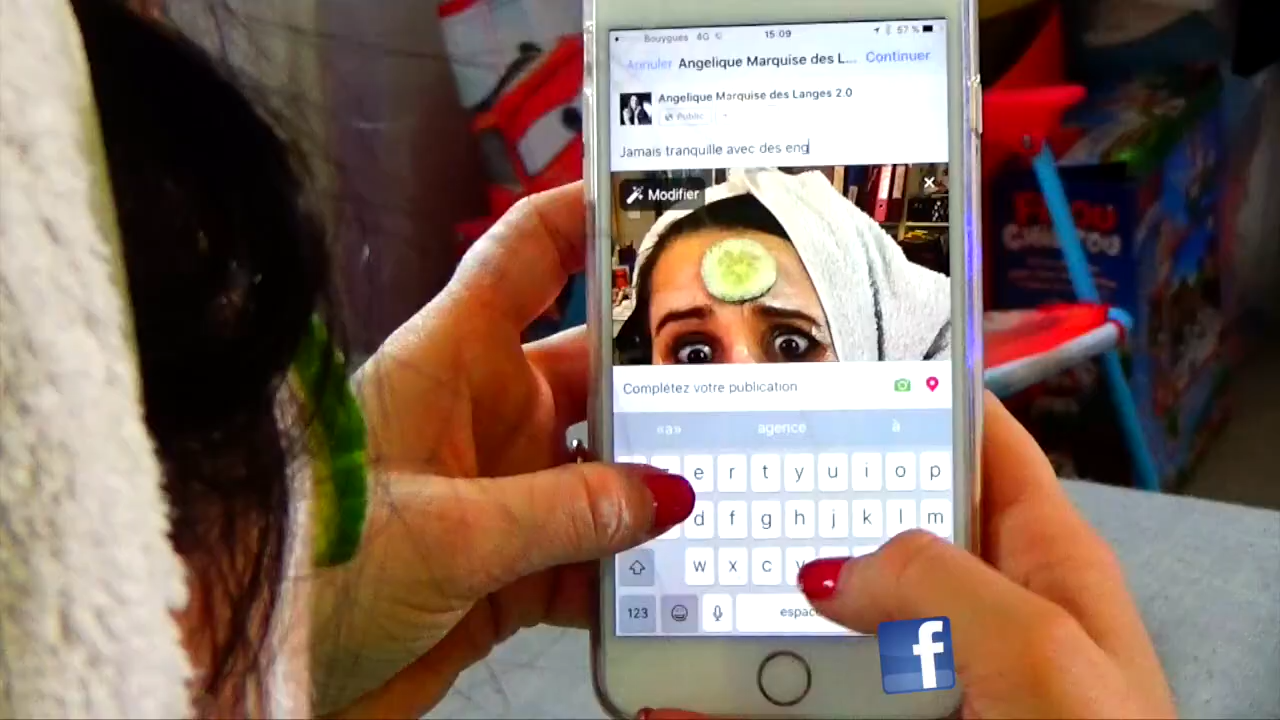 Bouygues 4G 15:09 57 %
Annuler Angelique Marquise des L... Continuer
Angelique Marquise des Langes 2.0
Public
Jamais tranquille avec des eng
Modifier
Complétez votre publication
«a» agence à
e r t y u i o p
d f g h j k l m
w x c v
123 espace
f